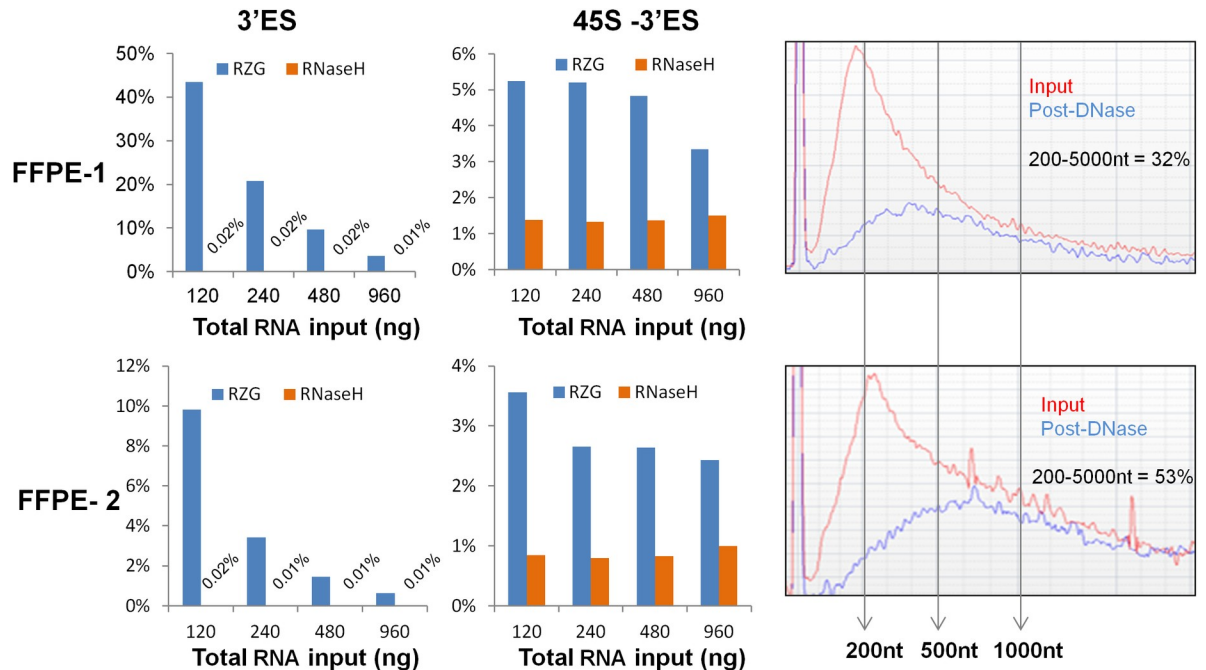 3'ES
45S -3'ES
FFPE-1
50%
40%
30%
20%
10%
0%
RZG
RNaseH
0.02%
0.02%
0.02%
0.01%
120
240
480
960
Total RNA input (ng)
6%
5%
4%
3%
2%
1%
0%
RZG
RNaseH
120
240
480
960
Total RNA input (ng)
Input
Post-DNase
200-5000nt = 32%
FFPE- 2
12%
10%
8%
6%
4%
2%
0%
RZG
RNaseH
0.02%
0.01%
0.01%
0.01%
120
240
480
960
Total RNA input (ng)
4%
3%
2%
1%
0%
RZG
RNaseH
120
240
480
960
Total RNA input (ng)
Input
Post-DNase
200-5000nt = 53%
200nt
500nt
1000nt